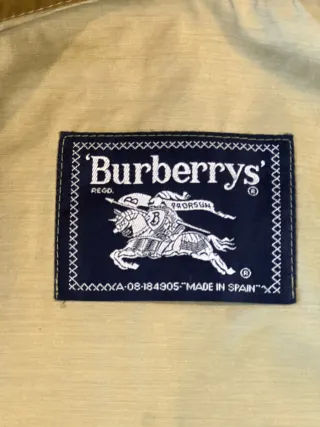 'Burberrys'
REGD.
®
PRORSUM
B
®
A-08-184905-"MADE IN SPAIN"